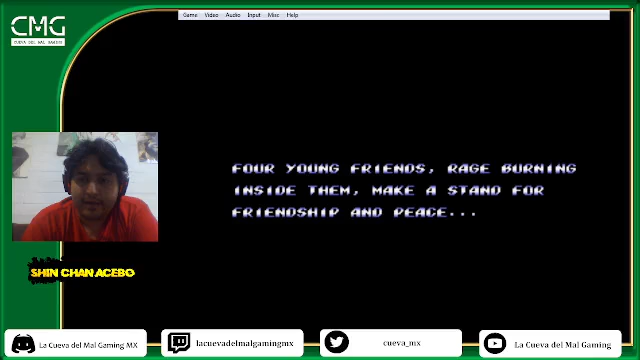 CMG
CUEVA DEL MAL GAMING
Game Video Audio Input Misc Help
FOUR YOUNG FRIENDS, RAGE BURNING
INSIDE THEM, MAKE A STAND FOR
FRIENDSHIP AND PEACE...
SHIN CHAN ACEBO
La Cueva del Mal Gaming MX
lacuevadelmalgamingmx
cueva_mx
La Cueva del Mal Gaming